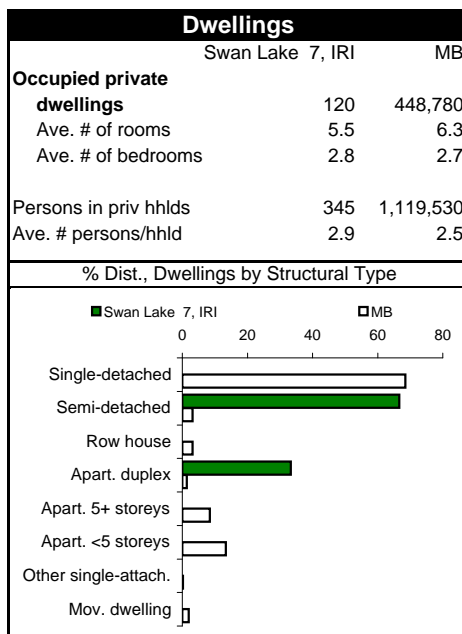 Dwellings
Swan Lake 7, IRI MB
Occupied private
dwellings 120 448,780
Ave. # of rooms 5.5 6.3
Ave. # of bedrooms 2.8 2.7
Persons in priv hhlds 345 1,119,530
Ave. # persons/hhld 2.9 2.5
% Dist., Dwellings by Structural Type
Swan Lake 7, IRI MB
0 20 40 60 80
Single-detached
Semi-detached
Row house
Apart. duplex
Apart. 5+ storeys
Apart. <5 storeys
Other single-attach.
Mov. dwelling